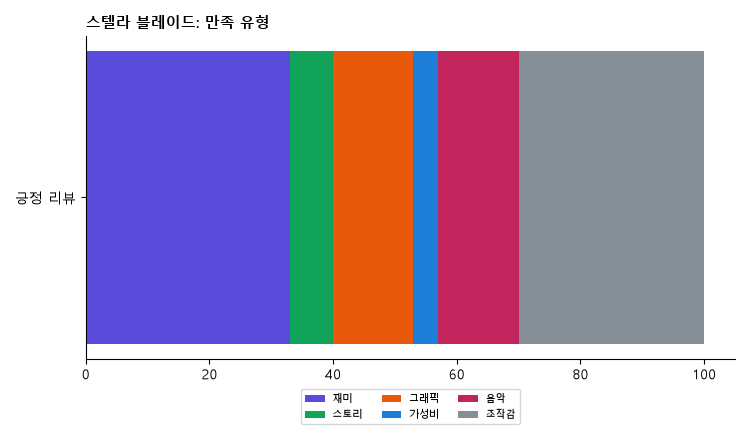 스텔라 블레이드: 만족 유형
긍정 리뷰
0 20 40 60 80 100
재미 그래픽 음악
스토리 가성비 조작감